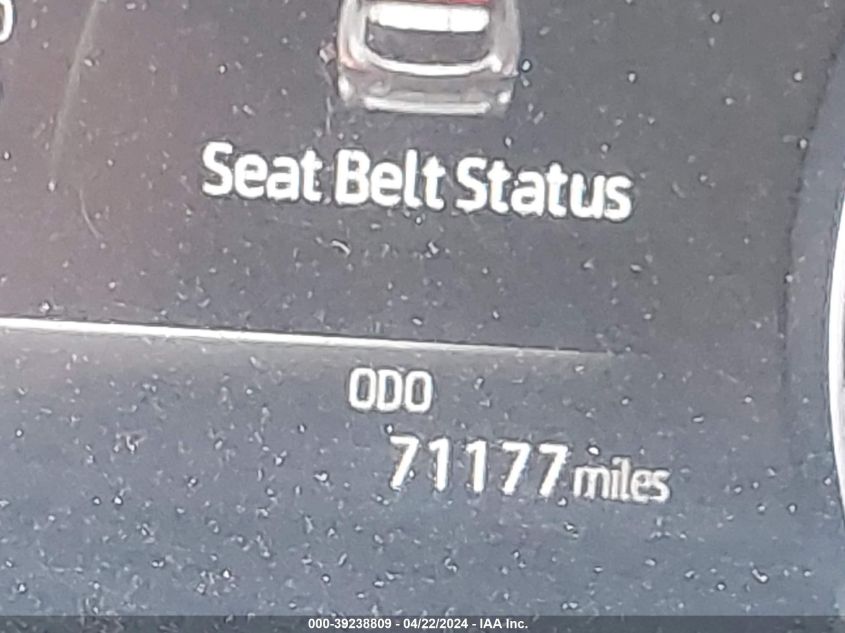 Seat Belt Status
ODO
71177 miles
000-39238809 - 04/22/2024 - IAA Inc.